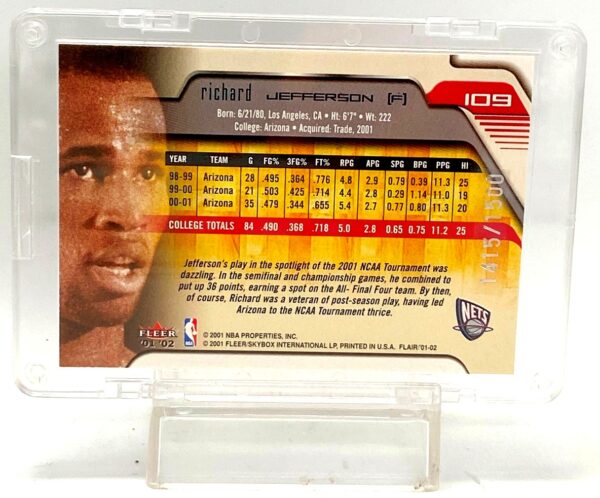 richard JEFFERSON (F)
109
Born: 6/21/80, Los Angeles, CA • Ht: 6'7" • Wt: 222
College: Arizona • Acquired: Trade, 2001
YEAR TEAM G FG% 3FG% FT% RPG APG SPG BPG PPG HI
98-99 Arizona 28 .495 .364 .776 4.8 2.9 0.79 0.39 11.3 25
99-00 Arizona 21 .503 .425 .714 4.4 2.8 0.29 1.14 11.0 19
00-01 Arizona 35 .479 .344 .655 5.4 2.7 0.77 0.80 11.3 20
COLLEGE TOTALS 84 .490 .368 .718 5.0 2.8 0.65 0.75 11.2 25
1415/1500
Jefferson's play in the spotlight of the 2001 NCAA Tournament was
dazzling. In the semifinal and championship games, he combined to
put up 36 points, earning a spot on the All- Final Four team. By then,
of course, Richard was a veteran of post-season play, having led
Arizona to the NCAA Tournament thrice.
NETS
FLEER
'01 '02
NBA
© 2001 NBA PROPERTIES, INC.
© 2001 FLEER/SKYBOX INTERNATIONAL LP, PRINTED IN U.S.A. FLAIR '01-02